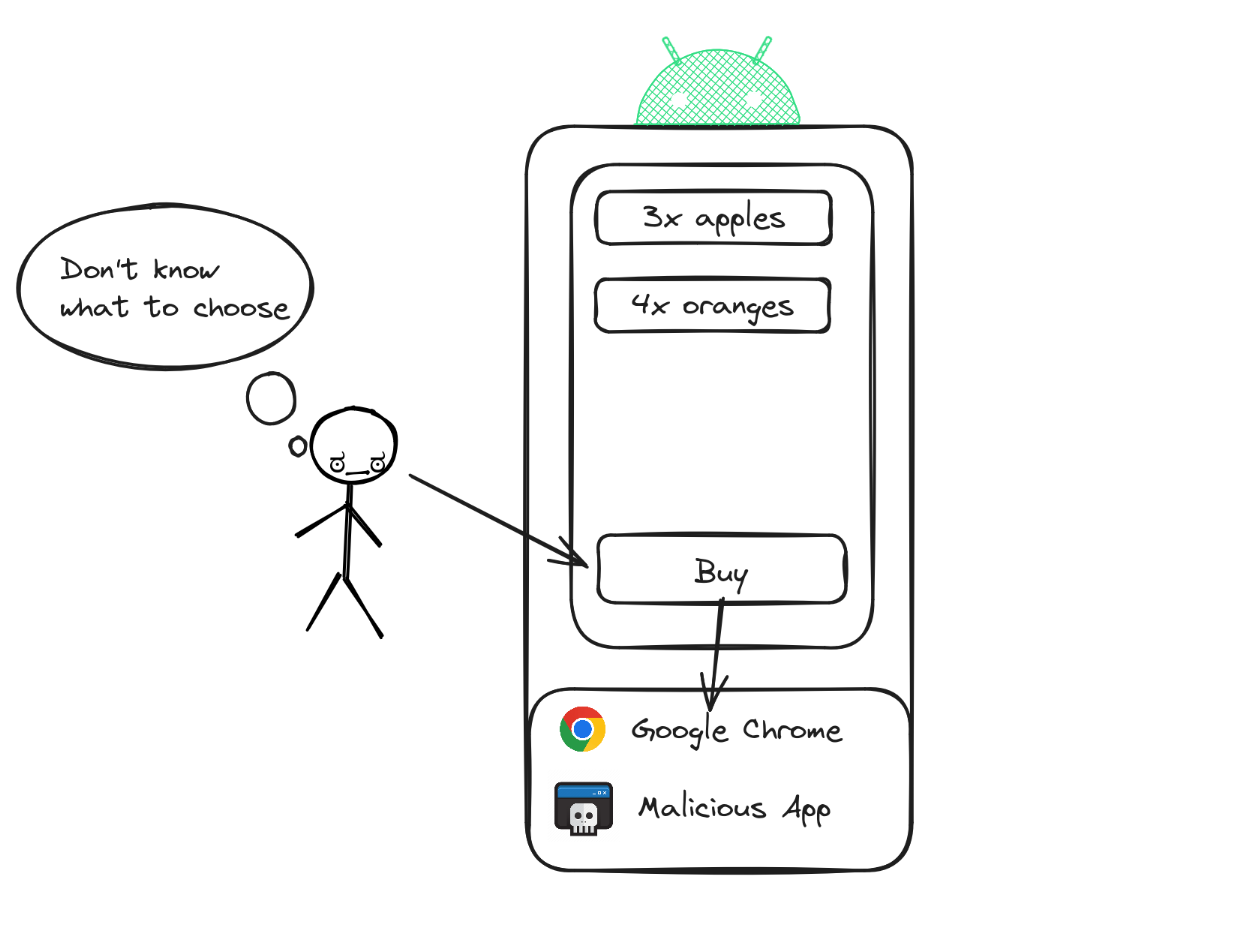 3x apples
Don't know
what to choose
4x oranges
Buy
Google Chrome
Malicious App